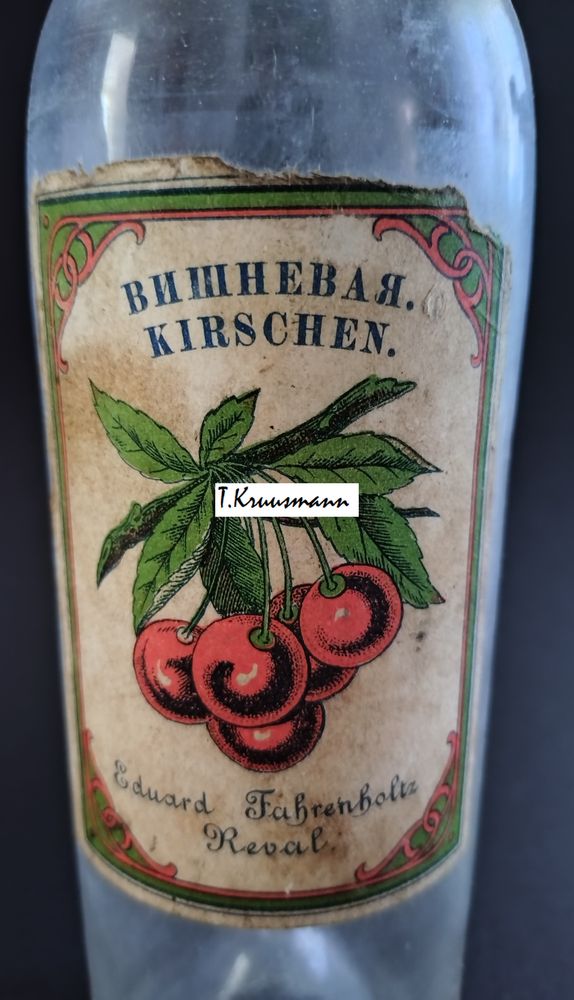 ВИШНЕВАЯ.
KIRSCHEN.
T.Kruusmann
Eduard Fahrenholtz
Reval